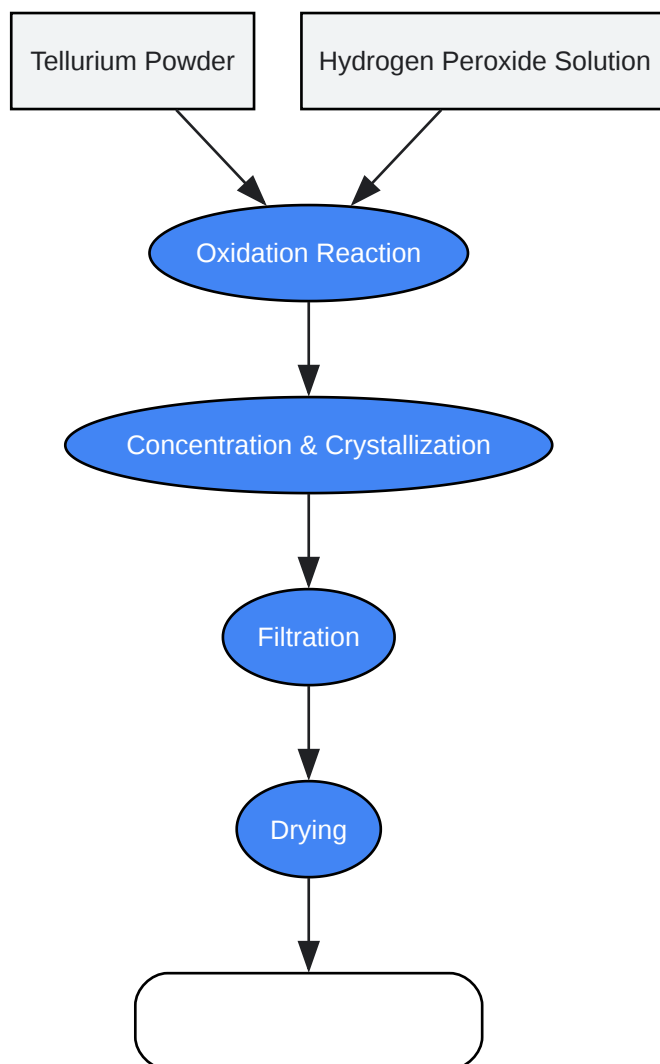 Tellurium Powder
Hydrogen Peroxide Solution
Oxidation Reaction
Concentration & Crystallization
Filtration
Drying